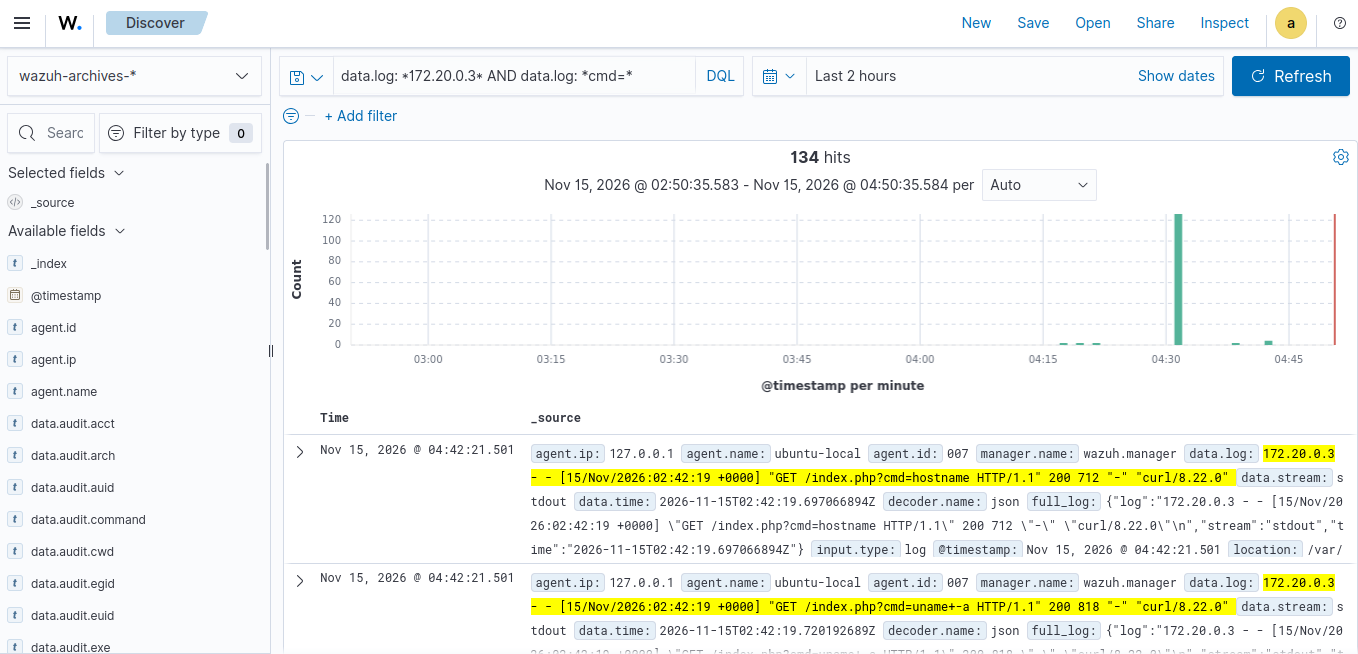 W. Discover New Save Open Share Inspect a
wazuh-archives-* data.log: *172.20.0.3* AND data.log: *cmd=* DQL Last 2 hours Show dates Refresh
+ Add filter
Searc Filter by type 0
Selected fields
_source
Available fields
_index
@timestamp
agent.id
agent.ip
agent.name
data.audit.acct
data.audit.arch
data.audit.auid
data.audit.command
data.audit.cwd
data.audit.egid
data.audit.euid
data.audit.exe
134 hits
Nov 15, 2026 @ 02:50:35.583 - Nov 15, 2026 @ 04:50:35.584 per Auto
Count
120
100
80
60
40
20
0
03:00 03:15 03:30 03:45 04:00 04:15 04:30 04:45
@timestamp per minute
Time _source
Nov 15, 2026 @ 04:42:21.501 agent.ip: 127.0.0.1 agent.name: ubuntu-local agent.id: 007 manager.name: wazuh.manager data.log: 172.20.0.3
- - [15/Nov/2026:02:42:19 +0000] "GET /index.php?cmd=hostname HTTP/1.1" 200 712 "-" "curl/8.22.0" data.stream: s
tdout data.time: 2026-11-15T02:42:19.697066894Z decoder.name: json full_log: {"log":"172.20.0.3 - - [15/Nov/20
26:02:42:19 +0000] \"GET /index.php?cmd=hostname HTTP/1.1\" 200 712 \"-\" \"curl/8.22.0\"\n","stream":"stdout","t
ime":"2026-11-15T02:42:19.697066894Z"} input.type: log @timestamp: Nov 15, 2026 @ 04:42:21.501 location: /var/
Nov 15, 2026 @ 04:42:21.501 agent.ip: 127.0.0.1 agent.name: ubuntu-local agent.id: 007 manager.name: wazuh.manager data.log: 172.20.0.3
- - [15/Nov/2026:02:42:19 +0000] "GET /index.php?cmd=uname+-a HTTP/1.1" 200 818 "-" "curl/8.22.0" data.stream: s
tdout data.time: 2026-11-15T02:42:19.720192689Z decoder.name: json full_log: {"log":"172.20.0.3 - - [15/Nov/20